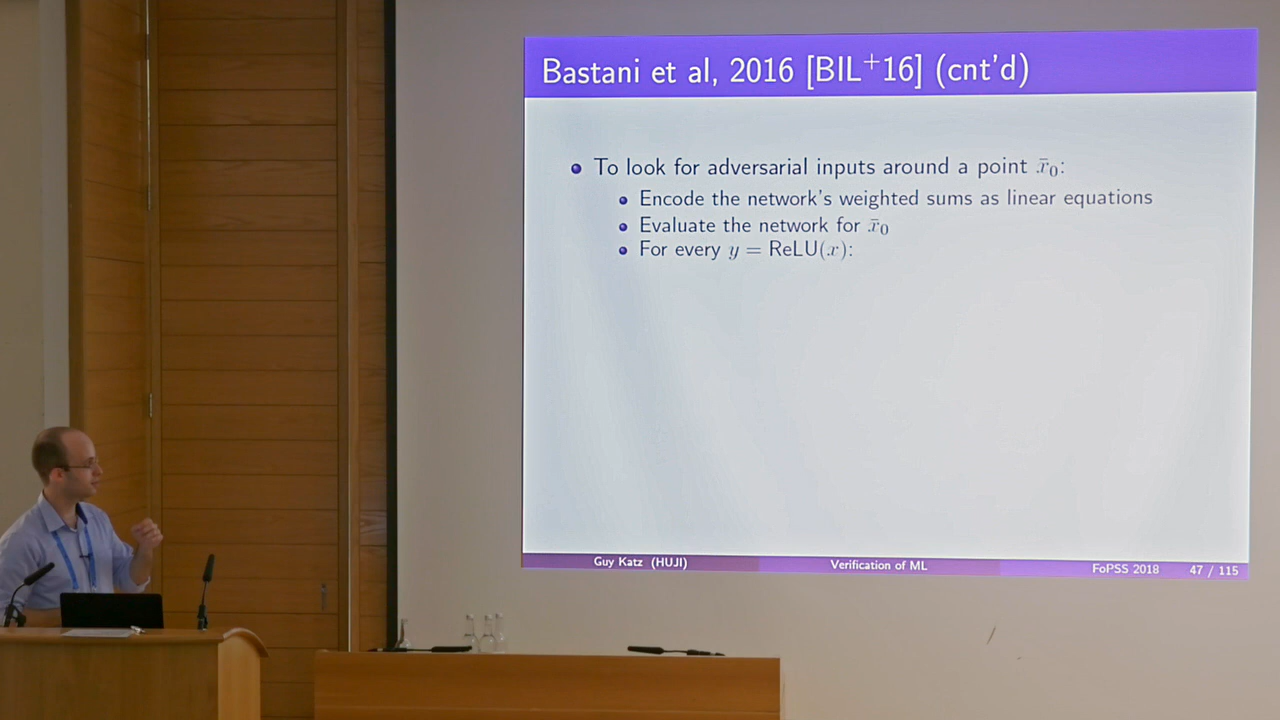 Bastani et al, 2016 [BIL⁺16] (cnt'd)
To look for adversarial inputs around a point x̄₀:
Encode the network's weighted sums as linear equations
Evaluate the network for x̄₀
For every y = ReLU(x):
Guy Katz (HUJI) Verification of ML FoPSS 2018 47 / 115